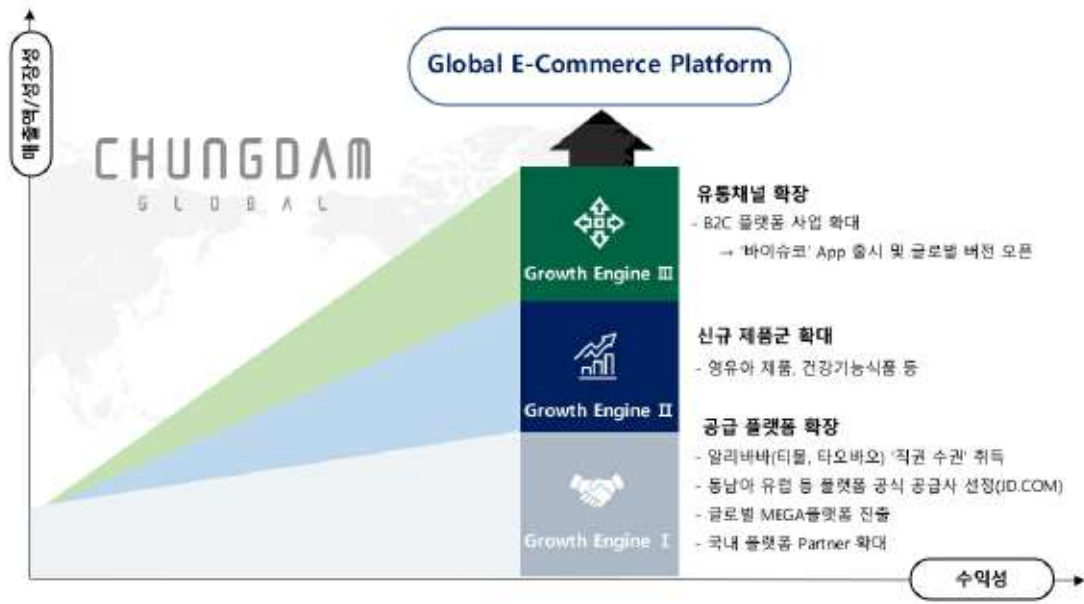 매출액/성장성
Global E-Commerce Platform
CHUNGDAM
GLOBAL
유통채널 확장
- B2C 플랫폼 사업 확대
→ '바이슈코' App 출시 및 글로벌 버전 오픈
Growth Engine Ⅲ
신규 제품군 확대
- 영유아 제품, 건강기능식품 등
Growth Engine Ⅱ
공급 플랫폼 확장
- 알리바바(티몰, 타오바오) '직권 수권' 취득
- 동남아 유럽 등 플랫폼 공식 공급사 선정(JD.COM)
- 글로벌 MEGA플랫폼 진출
- 국내 플랫폼 Partner 확대
Growth Engine Ⅰ
수익성